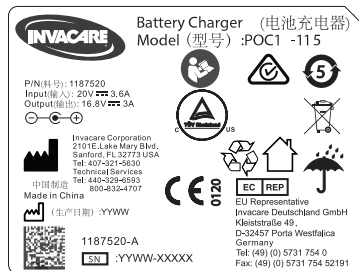 INVACARE
Battery Charger (电池充电器)
Model (型号) :POC1 -115
P/N(料号): 1187520
Input(输入): 20V 3.6A
Output(输出): 16.8V 3A
5
TÜV Rheinland
C US
Invacare Corporation
2101E.Lake Mary Blvd.
Sanford, FL 32773 USA
Tel: 407-321-5630
Technical Services
Tel: 440-329-6593
800-832-4707
中国制造
Made in China
(生产日期) :YYWW
1187520-A
SN :YYWW-XXXXX
CE 0120
EC REP
EU Representative
Invacare Deutschland GmbH
Kleiststraße 49 ,
D-32457 Porta Westfalica
Germany
Tel: (49) (0) 5731 754 0
Fax: (49) (0) 5731 754 52191